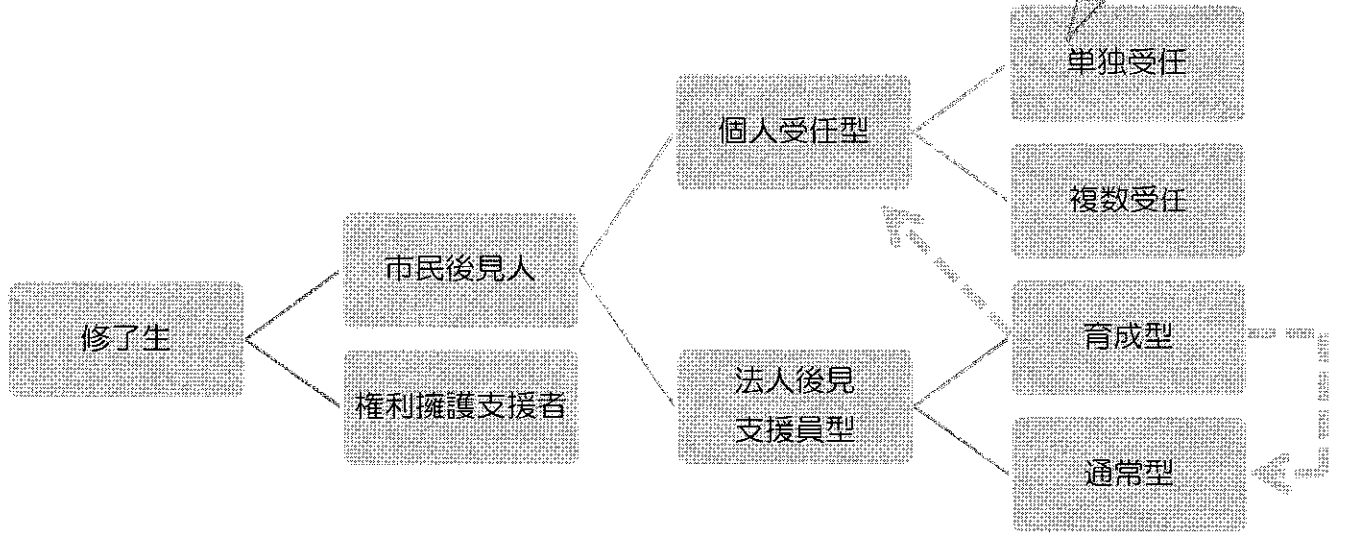 単独受任
個人受任型
複数受任
市民後見人
修了生
育成型
権利擁護支援者
法人後見
支援員型
通常型